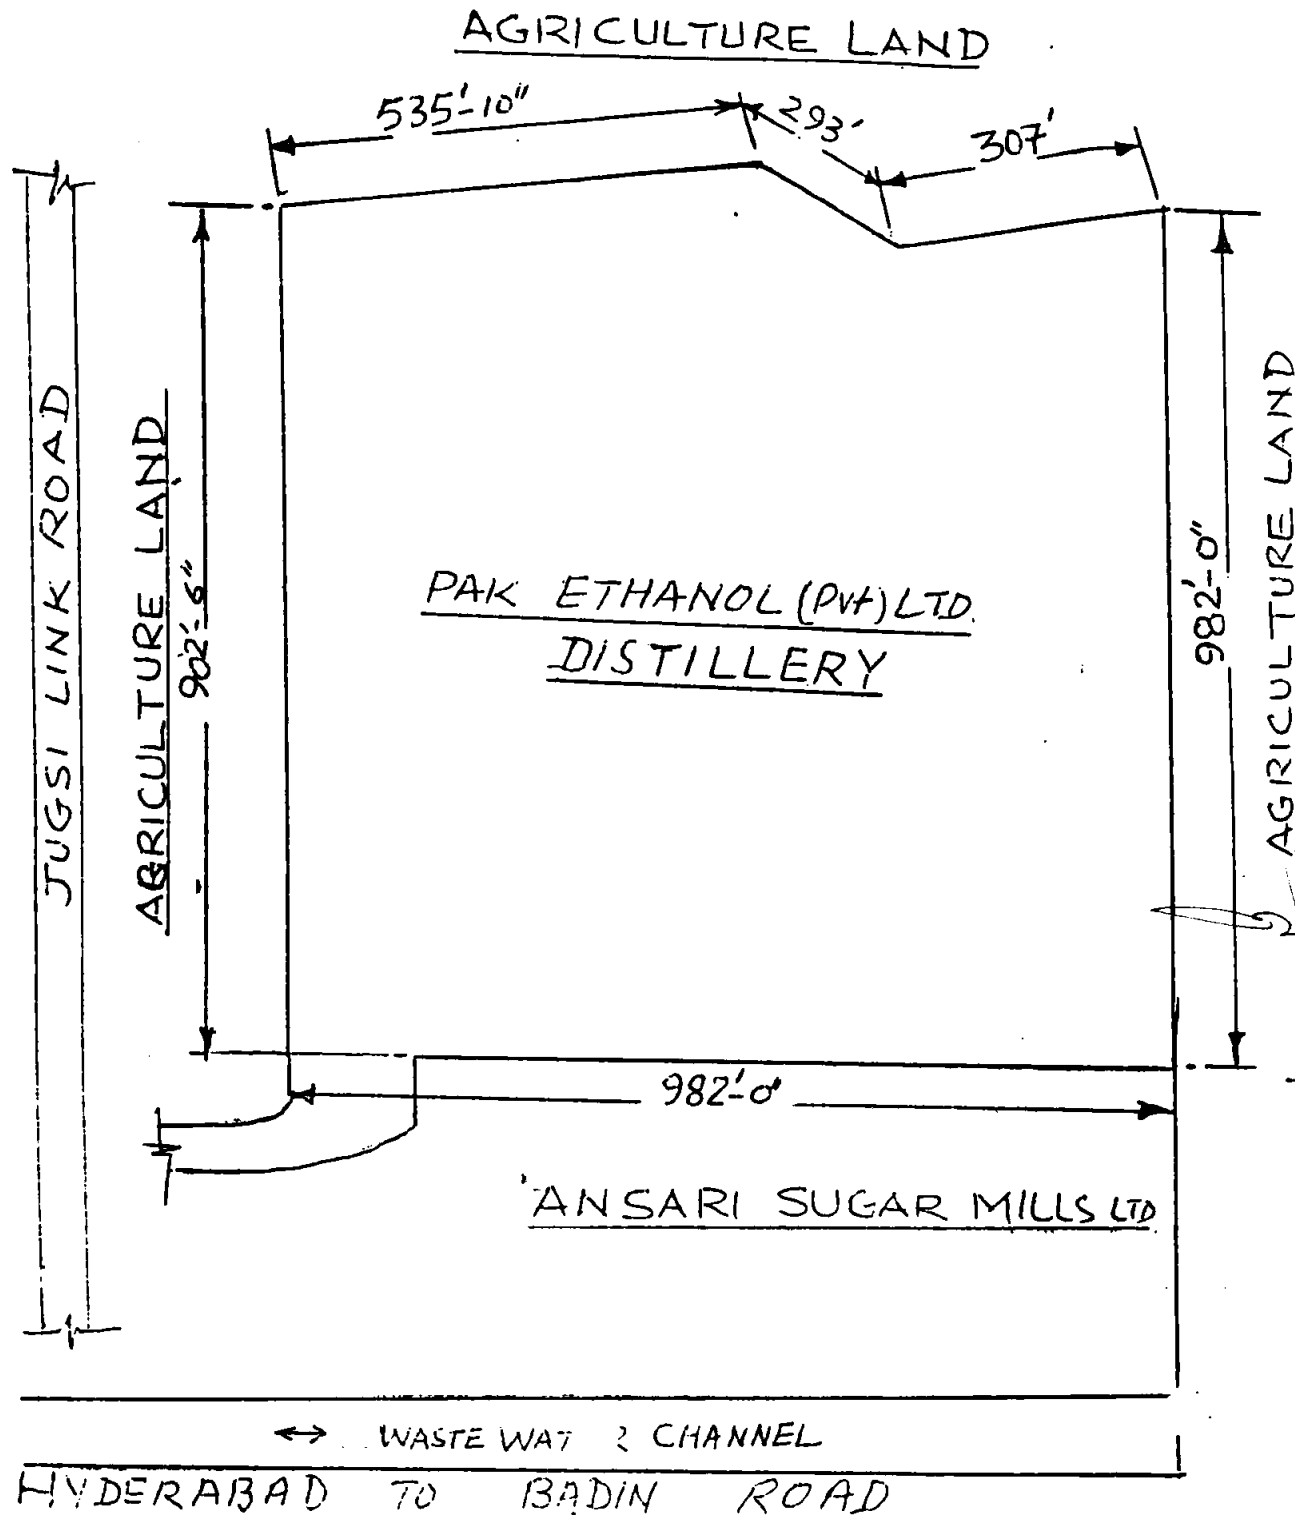 AGRICULTURE LAND
535'-10"
293'
307'
JUGSI LINK ROAD
AGRICULTURE LAND
902'-6"
PAK ETHANOL (Pvt) LTD.
DISTILLERY
982'-0"
AGRICULTURE LAND
982'-0"
ANSARI SUGAR MILLS LTD
WASTE WAT CHANNEL
HYDERABAD TO BADIN ROAD